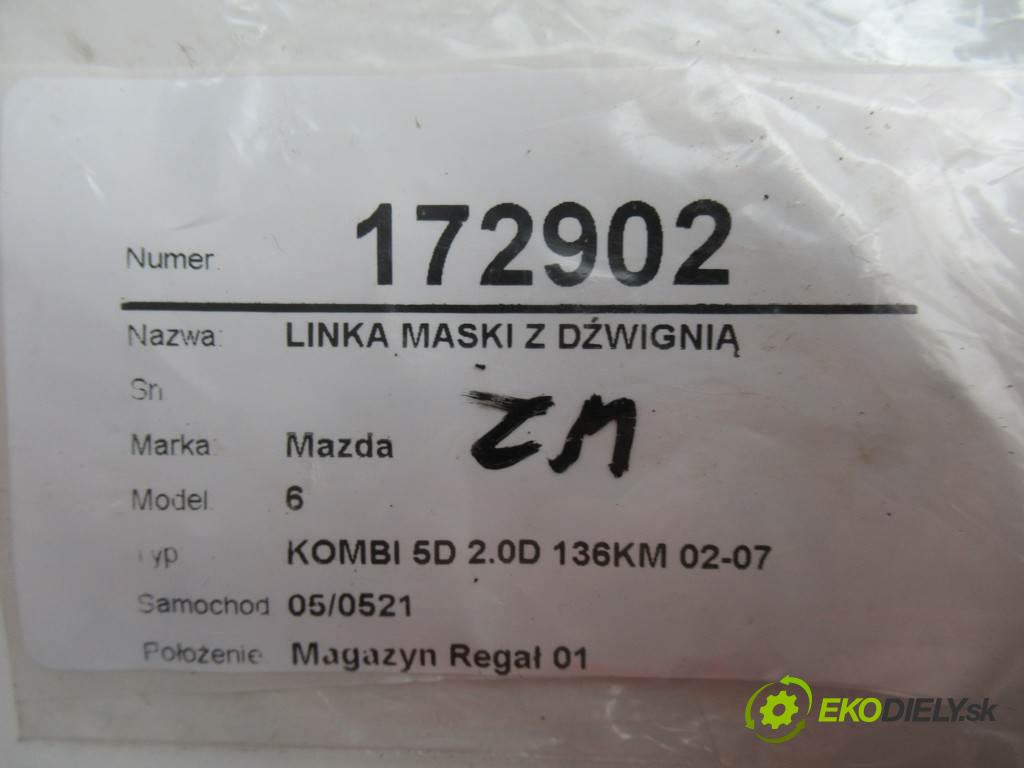 Numer: 172902
Nazwa: LINKA MASKI Z DŹWIGNIĄ
Sn
ZM
Marka: Mazda
Model: 6
Typ KOMBI 5D 2.0D 136KM 02-07
Samochod 05/0521
Położenie Magazyn Regał 01
EKODIELY.sk